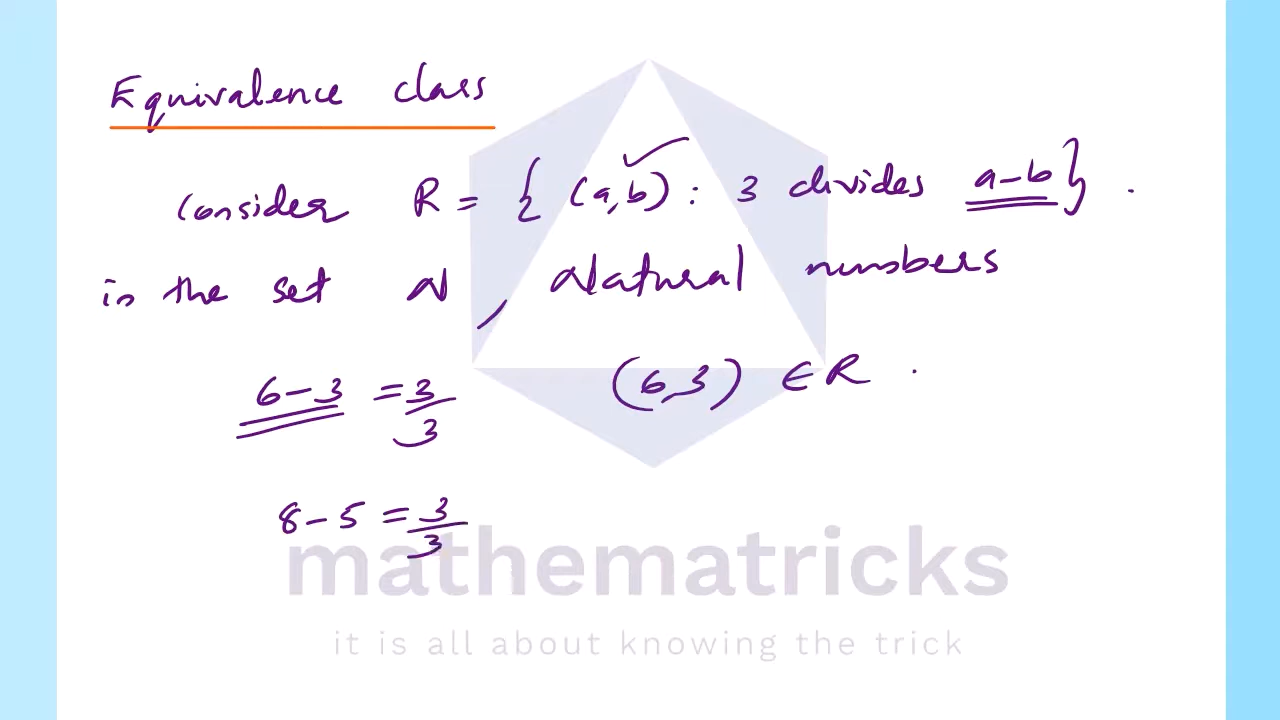 Equivalence class
Consider R = { (a,b) : 3 divides a-b } .
in the set N , Natural numbers
6-3 = 3/3 (6,3) ∈ R .
8-5 = 3/3
mathematricks
it is all about knowing the trick